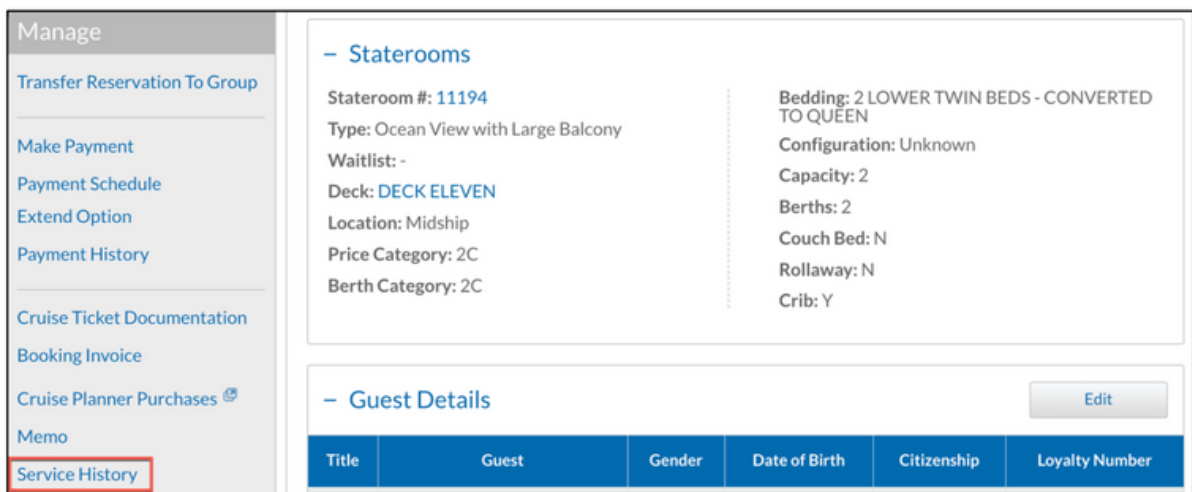 Manage
Transfer Reservation To Group
Make Payment
Payment Schedule
Extend Option
Payment History
Cruise Ticket Documentation
Booking Invoice
Cruise Planner Purchases
Memo
Service History
– Staterooms
Stateroom #: 11194
Type: Ocean View with Large Balcony
Waitlist: -
Deck: DECK ELEVEN
Location: Midship
Price Category: 2C
Berth Category: 2C
Bedding: 2 LOWER TWIN BEDS - CONVERTED
TO QUEEN
Configuration: Unknown
Capacity: 2
Berths: 2
Couch Bed: N
Rollaway: N
Crib: Y
– Guest Details
Edit
Title Guest Gender Date of Birth Citizenship Loyalty Number